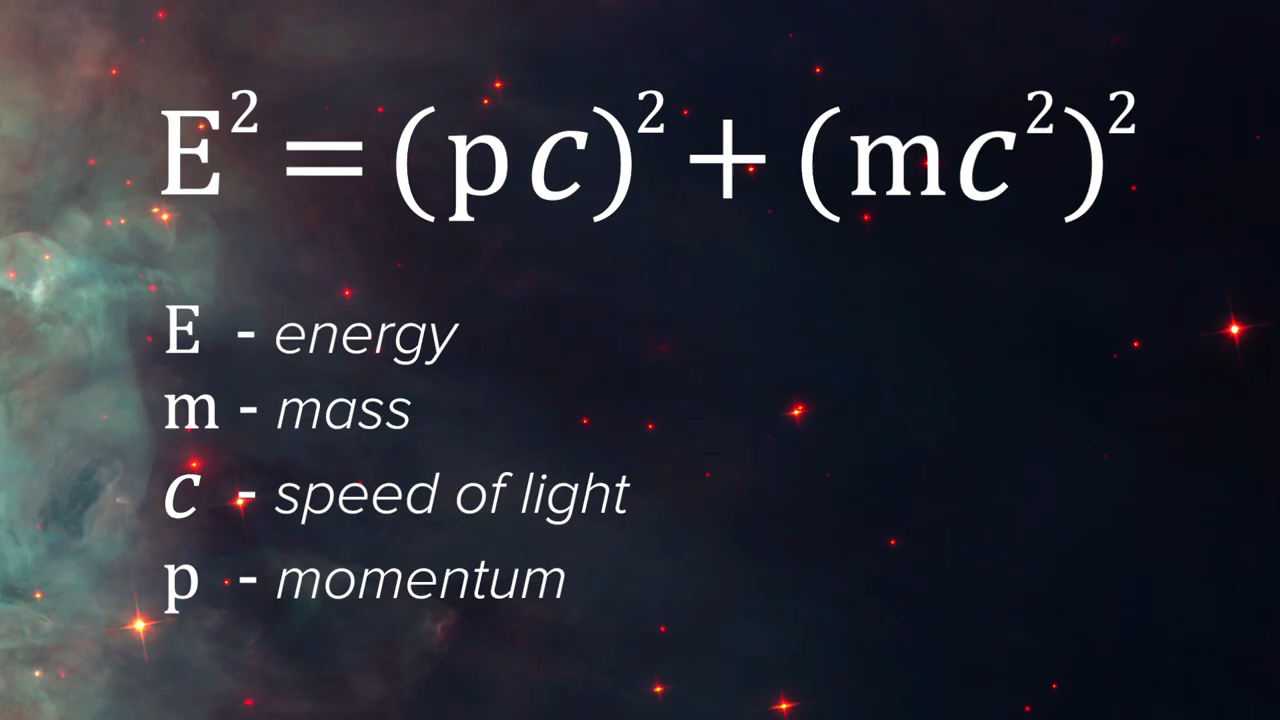 E² = (pc)² + (mc²)²
E - energy
m - mass
c - speed of light
p - momentum